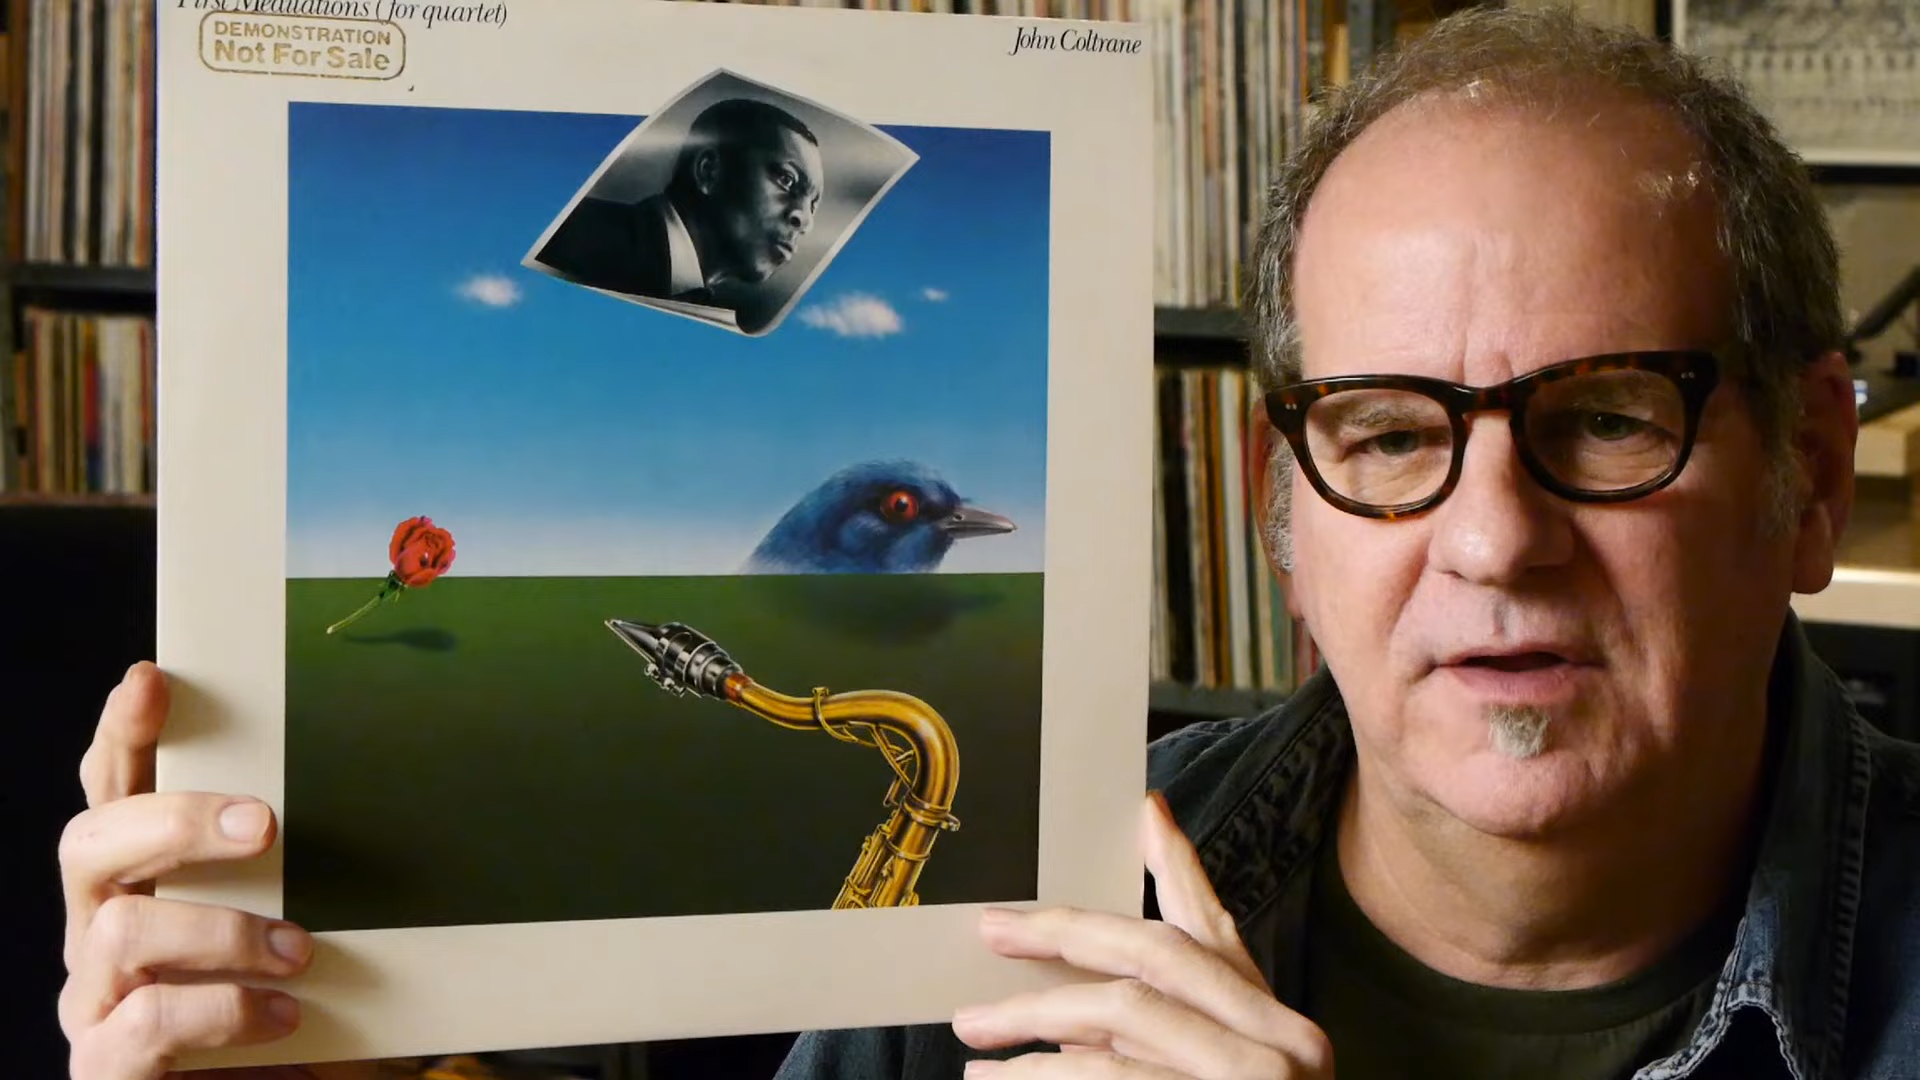 First Meditations (for quartet)
John Coltrane
DEMONSTRATION
Not For Sale